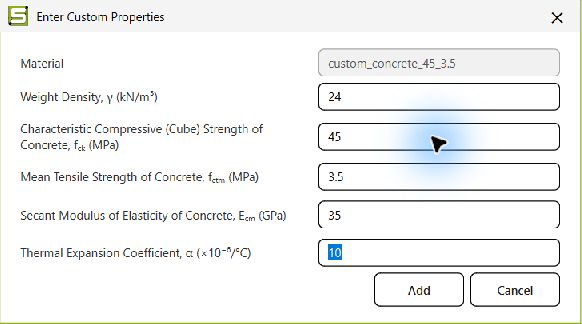 Enter Custom Properties
Material
custom_concrete_45_3.5
Weight Density, γ (kN/m³)
24
Characteristic Compressive (Cube) Strength of
Concrete, fck (MPa)
45
Mean Tensile Strength of Concrete, fctm (MPa)
3.5
Secant Modulus of Elasticity of Concrete, Ecm (GPa)
35
Thermal Expansion Coefficient, α (×10⁻⁶/°C)
10
Add
Cancel